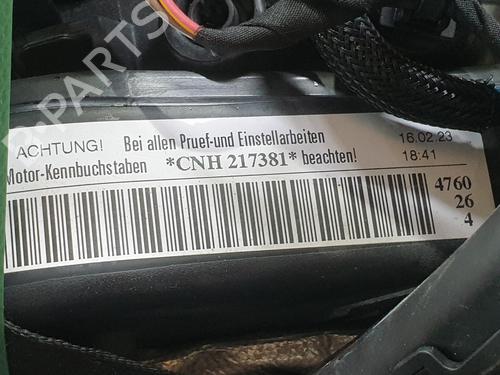 ACHTUNG! Bei allen Pruef-und Einstellarbeiten 16.02.23
Motor-Kennbuchstaben *CNH 217381* beachten! 18:41
4760
26
4
B-PARTS